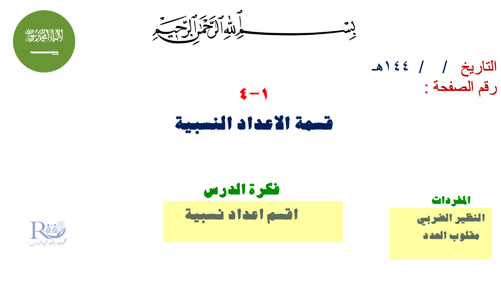 بسم الله الرحمن الرحيم
التاريخ / / ١٤٤هـ
رقم الصفحة :
١-٤
قسمة الاعداد النسبية
فكرة الدرس
اقسم اعداد نسبية
المفردات
النظير الضربي
مقلوب العدد